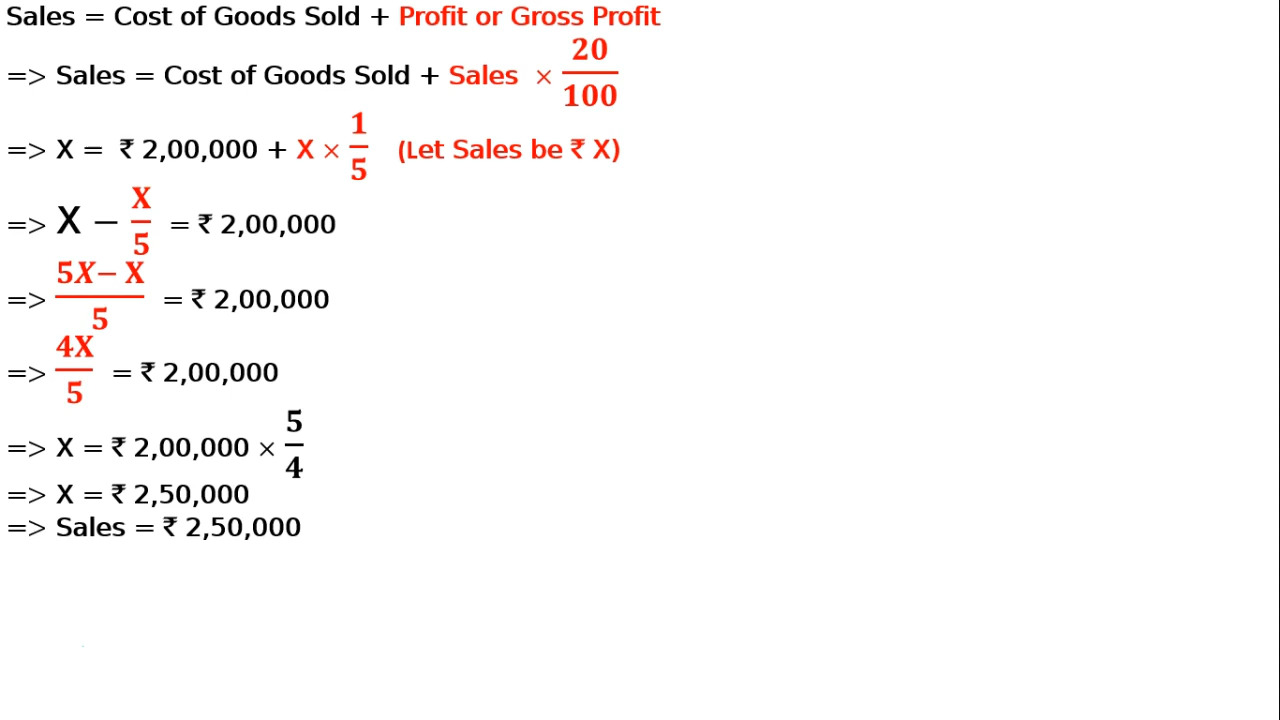 Sales = Cost of Goods Sold + Profit or Gross Profit
=> Sales = Cost of Goods Sold + Sales × 20/100
=> X = ₹ 2,00,000 + X × 1/5 (Let Sales be ₹ X)
=> X − X/5 = ₹ 2,00,000
=> 5X− X/5 = ₹ 2,00,000
=> 4X/5 = ₹ 2,00,000
=> X = ₹ 2,00,000 × 5/4
=> X = ₹ 2,50,000
=> Sales = ₹ 2,50,000